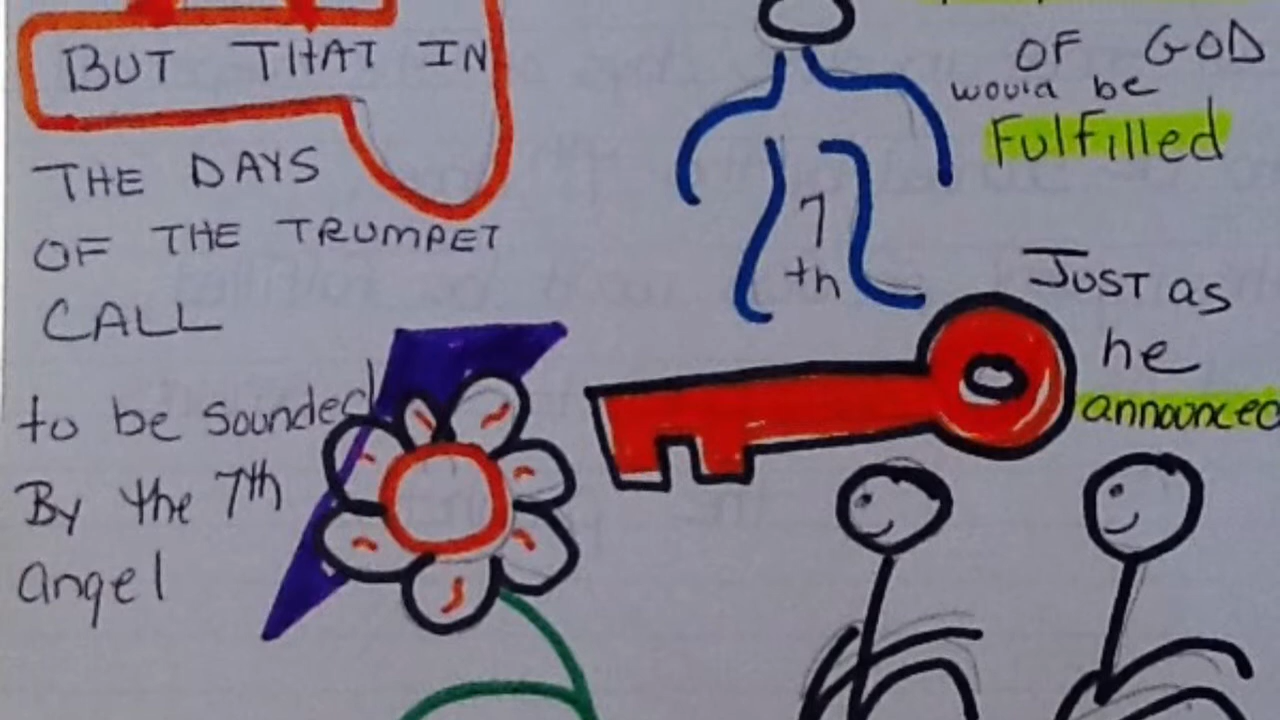 BUT THAT IN
THE DAYS
OF THE TRUMPET
CALL
to be sounded
By the 7th
angel
7
th
OF GOD
would be
Fulfilled
Just as
he
announced